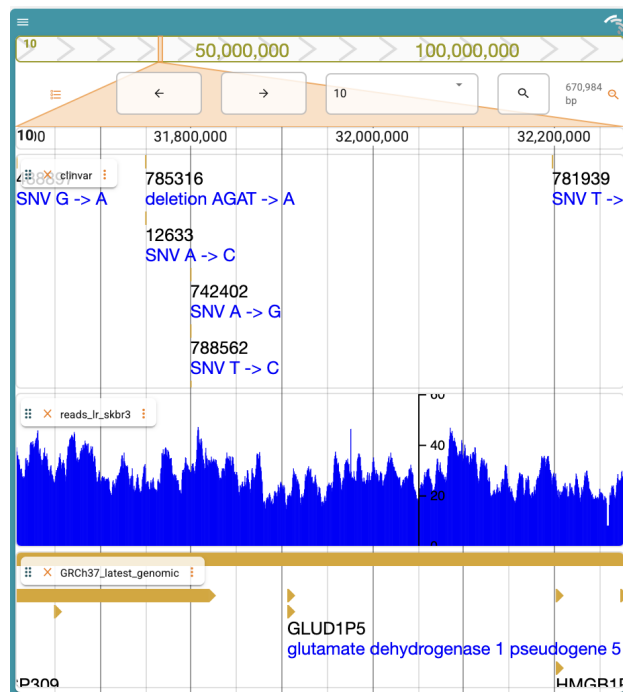 10
50,000,000
100,000,000
10
670,984
bp
10
31,800,000
32,000,000
32,200,000
clinvar
785316
781939
SNV G -> A
deletion AGAT -> A
SNV T ->
12633
SNV A -> C
742402
SNV A -> G
788562
SNV T -> C
reads_lr_skbr3
60
40
20
0
GRCh37_latest_genomic
GLUD1P5
glutamate dehydrogenase 1 pseudogene 5
P309
HMGB1